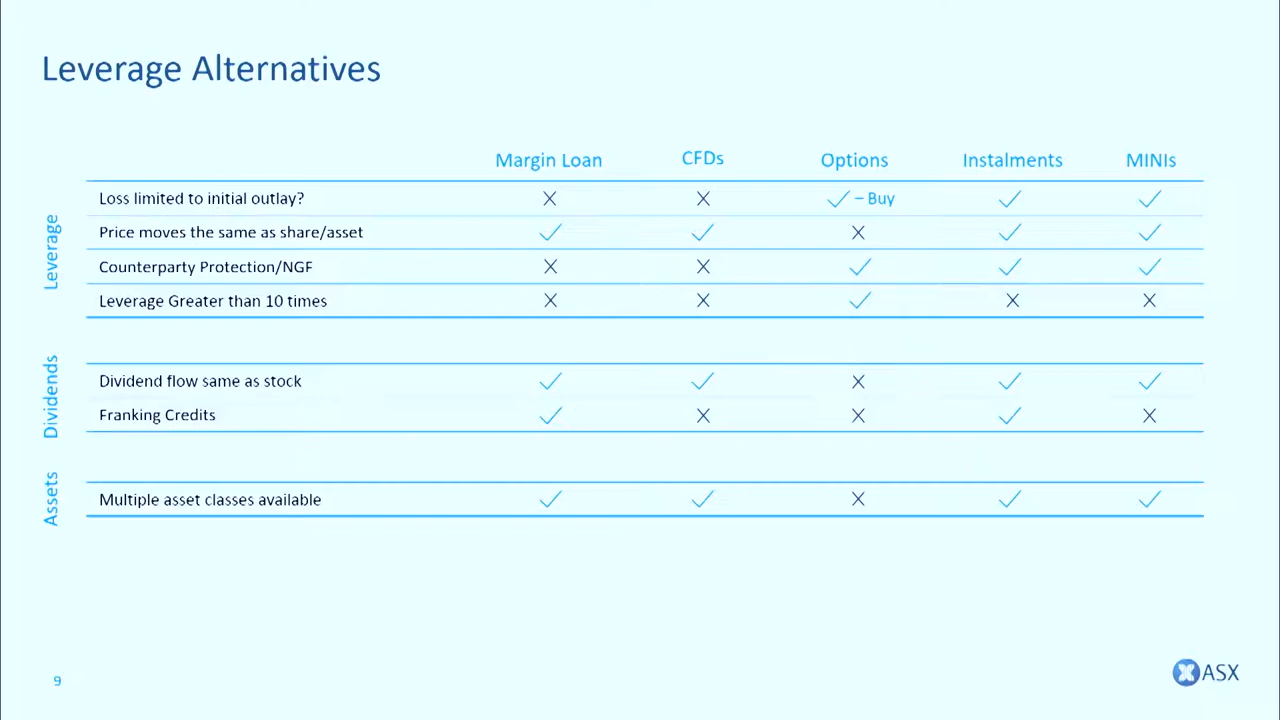 Leverage Alternatives
Margin Loan CFDs Options Instalments MINIs
Leverage
Loss limited to initial outlay? X X ✓ – Buy ✓ ✓
Price moves the same as share/asset ✓ ✓ X ✓ ✓
Counterparty Protection/NGF X X ✓ ✓ ✓
Leverage Greater than 10 times X X ✓ X X
Dividends
Dividend flow same as stock ✓ ✓ X ✓ ✓
Franking Credits ✓ X X ✓ X
Assets
Multiple asset classes available ✓ ✓ X ✓ ✓
9
ASX